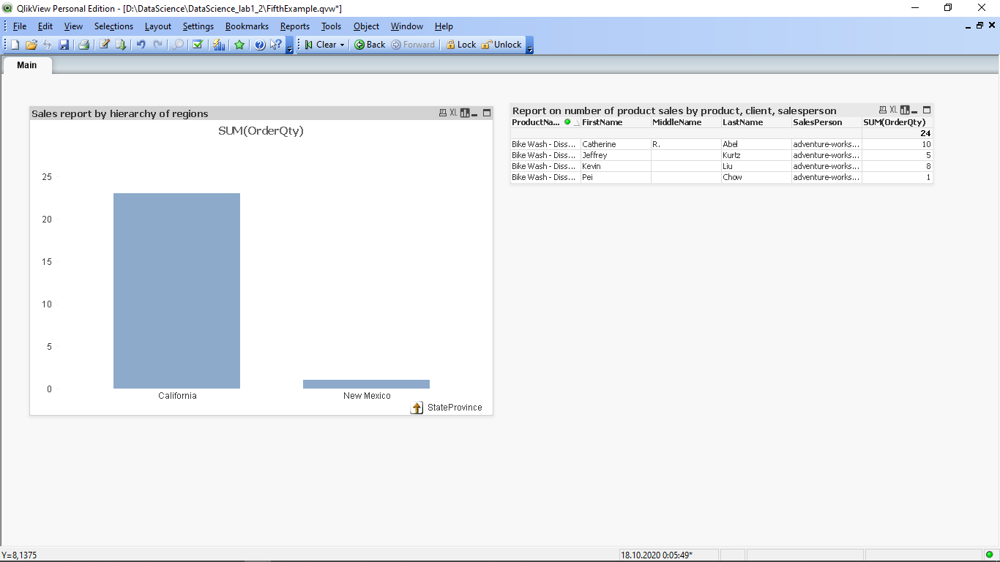 QlikView Personal Edition - [D:\DataScience\DataScience_lab1_2\FifthExample.qvw*]
File Edit View Selections Layout Settings Bookmarks Reports Tools Object Window Help
Clear Back Forward Lock Unlock
Main
Sales report by hierarchy of regions XL
SUM(OrderQty)
25
20
15
10
5
0
California New Mexico
StateProvince
Report on number of product sales by product, client, salesperson XL
ProductNa... FirstName MiddleName LastName SalesPerson SUM(OrderQty)
24
Bike Wash - Diss... Catherine R. Abel adventure-works... 10
Bike Wash - Diss... Jeffrey Kurtz adventure-works... 5
Bike Wash - Diss... Kevin Liu adventure-works... 8
Bike Wash - Diss... Pei Chow adventure-works... 1
Y=8,1375 18.10.2020 0:05:49*